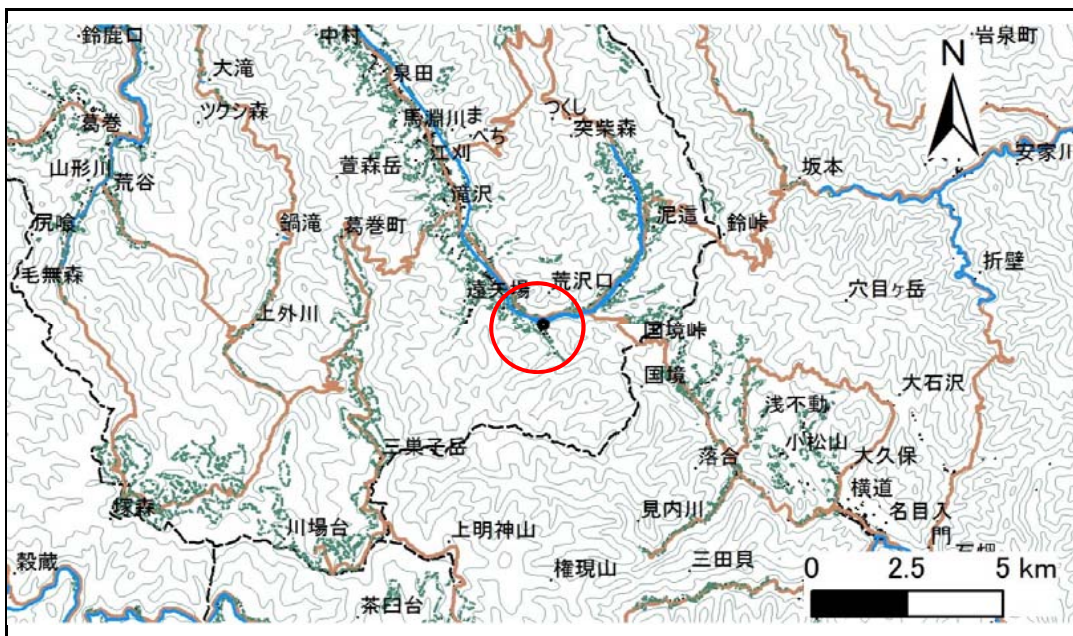 鈴鹿口
中村
岩泉町
N
大滝
泉田
ツクシ森
馬淵川
まべち
つくし
突紫森
葛巻
江刈
安家川
山形川
荒谷
萱森岳
坂本
滝沢
尻喰
鍋滝
葛巻町
泥這
鈴峠
毛無森
折壁
遠矢場
荒沢口
穴目ヶ岳
上外川
国境峠
国境
大石沢
浅不動
小松山
三巣子岳
落合
大久保
横道
塚森
川場台
上明神山
見内川
名目入
門
穀蔵
権現山
三田貝
0 2.5 5 km
茶臼台